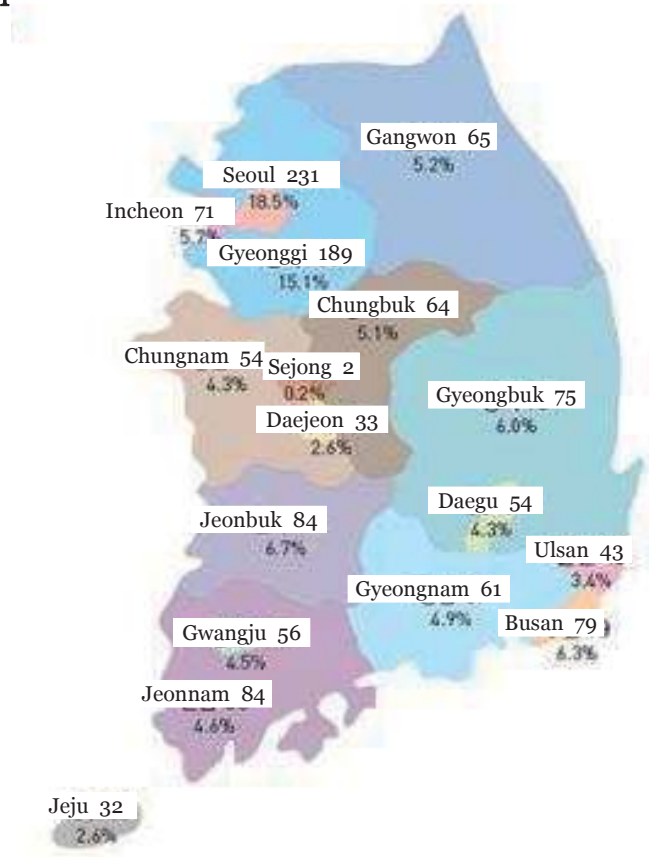 Gangwon 65
5.2%
Seoul 231
18.5%
Incheon 71
5.7%
Gyeonggi 189
15.1%
Chungbuk 64
5.1%
Chungnam 54
4.3%
Sejong 2
0.2%
Daejeon 33
2.6%
Gyeongbuk 75
6.0%
Daegu 54
4.3%
Jeonbuk 84
6.7%
Ulsan 43
3.4%
Gyeongnam 61
4.9%
Busan 79
6.3%
Gwangju 56
4.5%
Jeonnam 84
4.6%
Jeju 32
2.6%